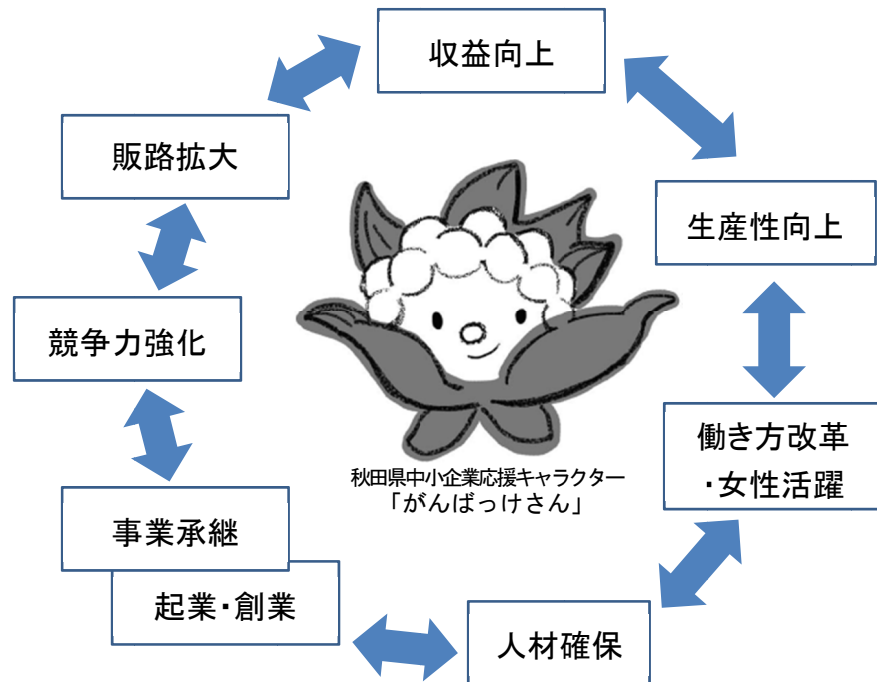 収益向上
販路拡大
生産性向上
競争力強化
働き方改革
・女性活躍
秋田県中小企業応援キャラクター
「がんばっけさん」
事業承継
起業・創業
人材確保